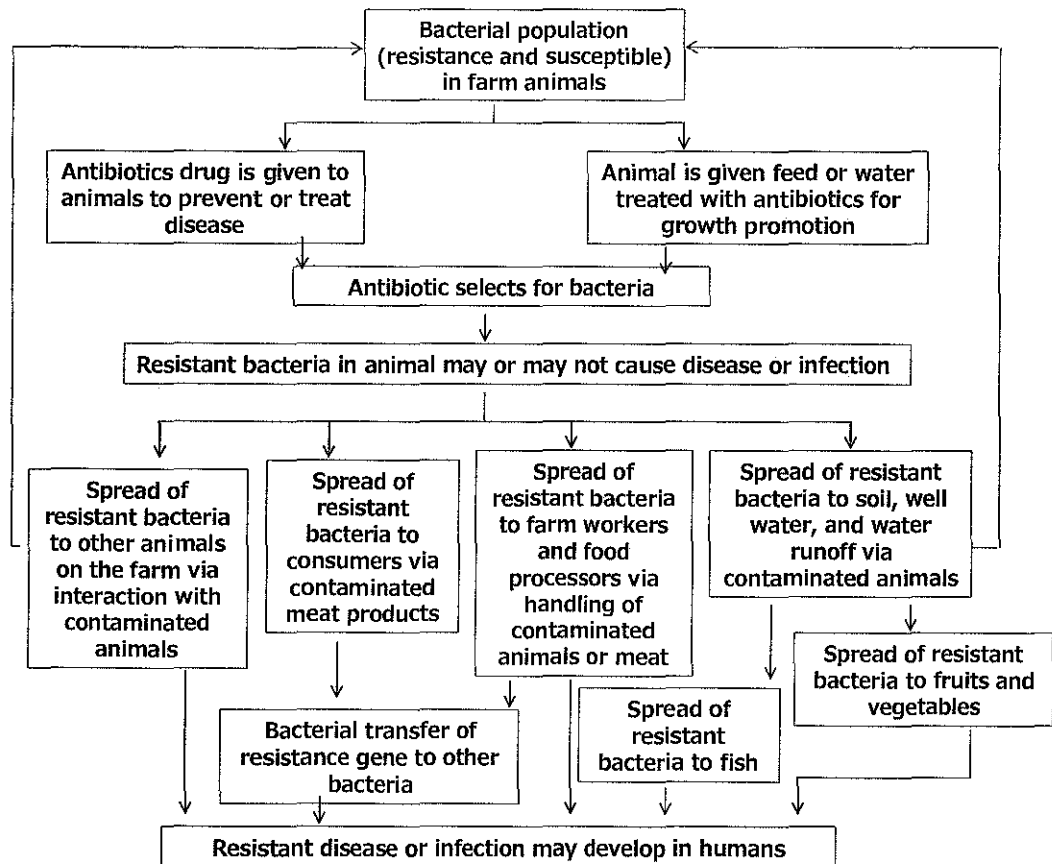 Bacterial population
(resistance and susceptible)
in farm animals
Antibiotics drug is given to
animals to prevent or treat
disease
Animal is given feed or water
treated with antibiotics for
growth promotion
Antibiotic selects for bacteria
Resistant bacteria in animal may or may not cause disease or infection
Spread of
resistant bacteria
to other animals
on the farm via
interaction with
contaminated
animals
Spread of
resistant
bacteria to
consumers via
contaminated
meat products
Spread of
resistant bacteria
to farm workers
and food
processors via
handling of
contaminated
animals or meat
Spread of resistant
bacteria to soil, well
water, and water
runoff via
contaminated animals
Bacterial transfer of
resistance gene to other
bacteria
Spread of
resistant
bacteria to fish
Spread of resistant
bacteria to fruits and
vegetables
Resistant disease or infection may develop in humans